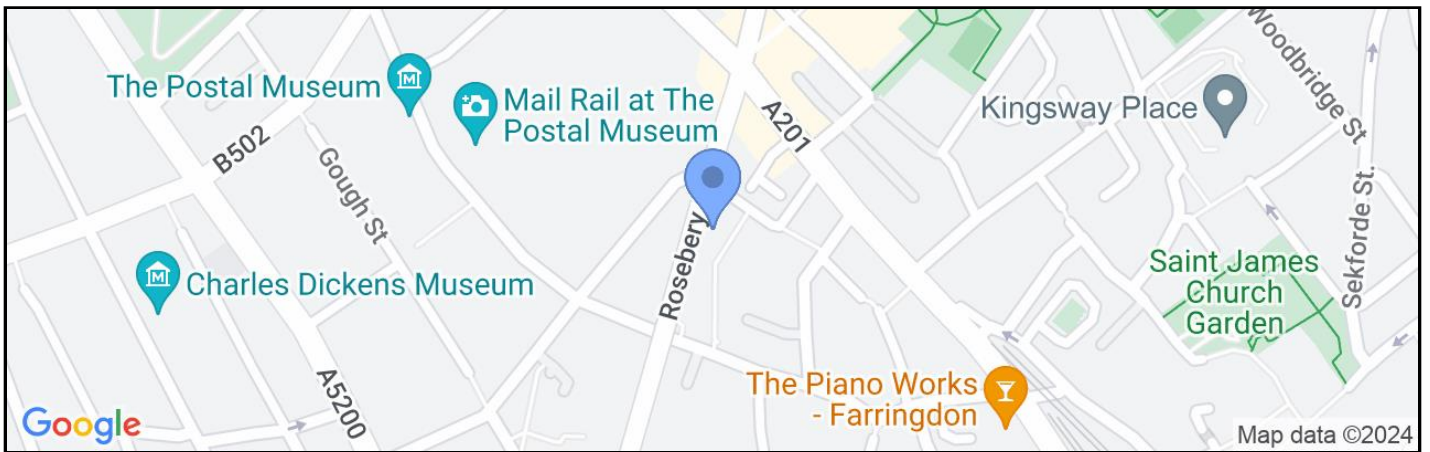 The Postal Museum
Mail Rail at The
Postal Museum
A201
Kingsway Place
Woodbridge St
B502
Gough St
Rosebery
Sekforde St.
Charles Dickens Museum
Saint James
Church
Garden
A5200
The Piano Works
- Farringdon
Google
Map data ©2024